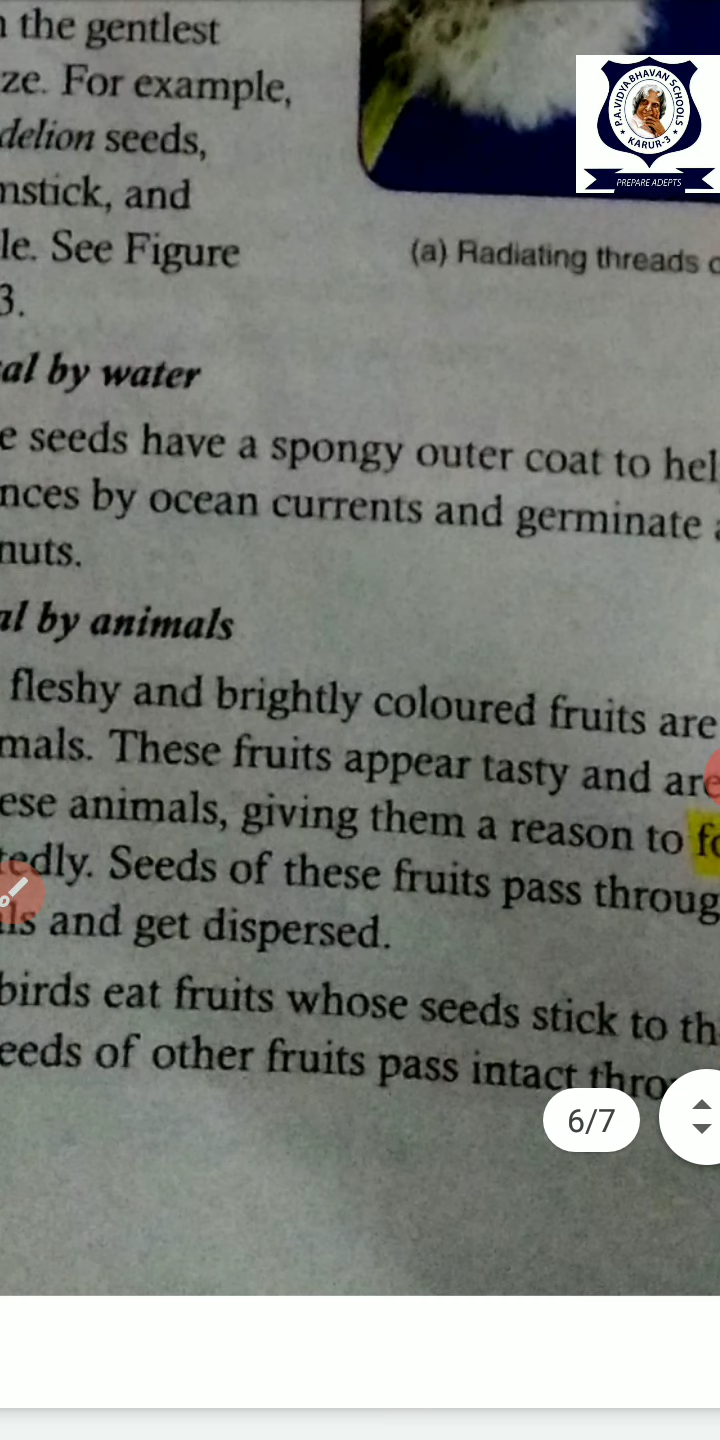 n the gentlest
ze. For example,
delion seeds,
nstick, and
le. See Figure
3.
P.A.VIDYA BHAVAN SCHOOLS
KARUR-3
PREPARE ADEPTS
(a) Radiating threads
al by water
e seeds have a spongy outer coat to hel
nces by ocean currents and germinate
nuts.
al by animals
fleshy and brightly coloured fruits are
mals. These fruits appear tasty and are
ese animals, giving them a reason to fo
tedly. Seeds of these fruits pass throug
ls and get dispersed.
birds eat fruits whose seeds stick to th
eeds of other fruits pass intact thro
6/7